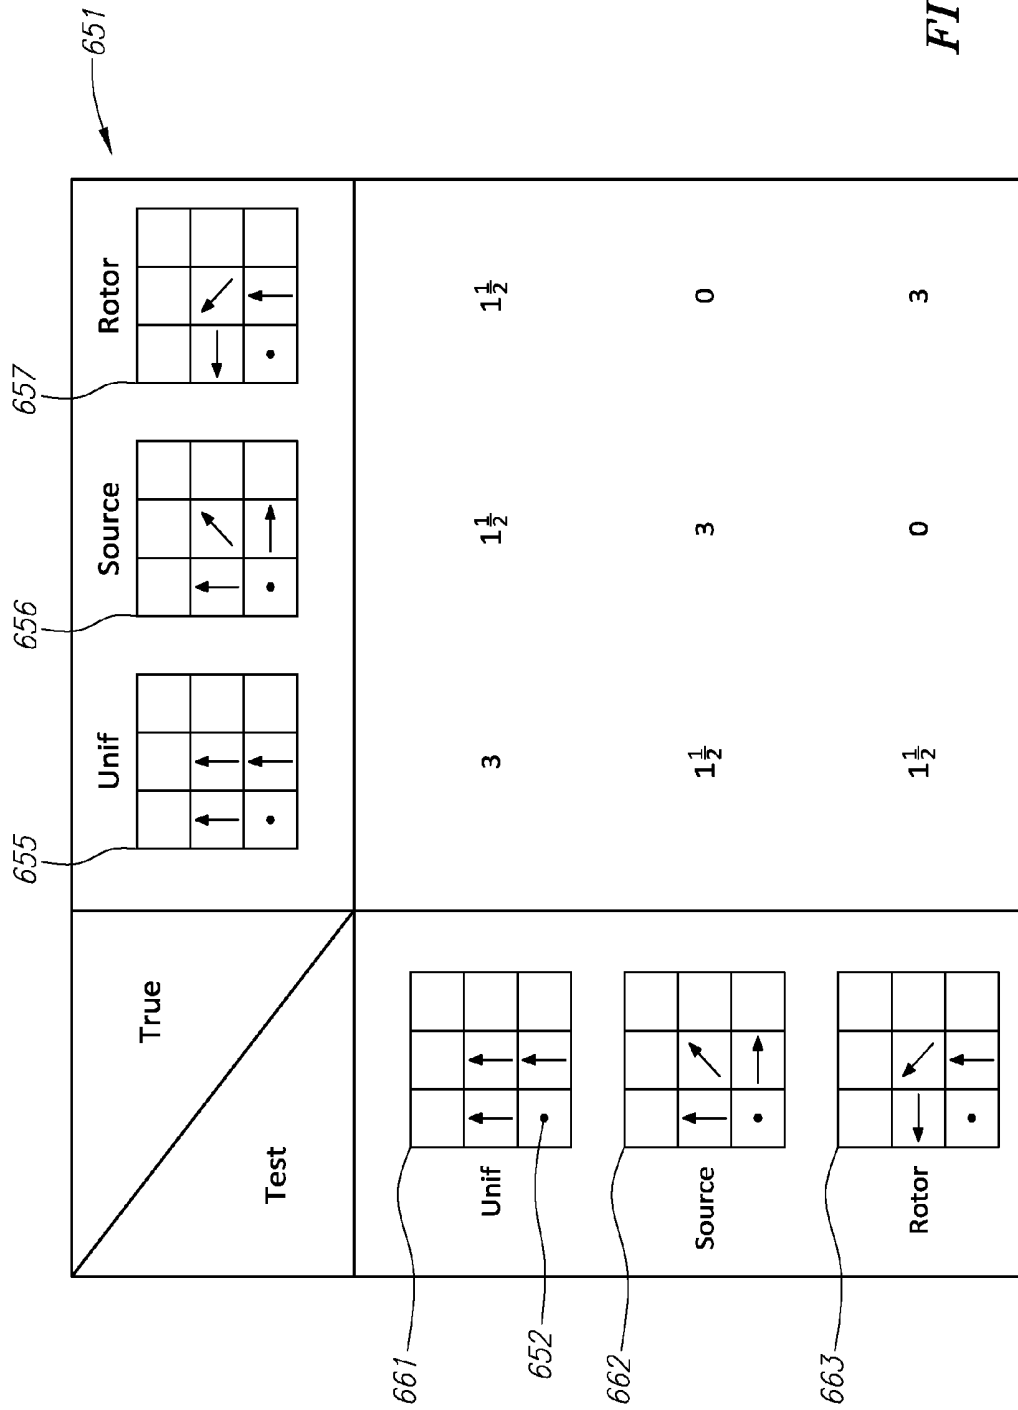 655 656 657
651
Unif Source Rotor
True
Test
661
Unif 3 1½ 1½
652
662
Source 1½ 3 0
663
Rotor 1½ 0 3
FI